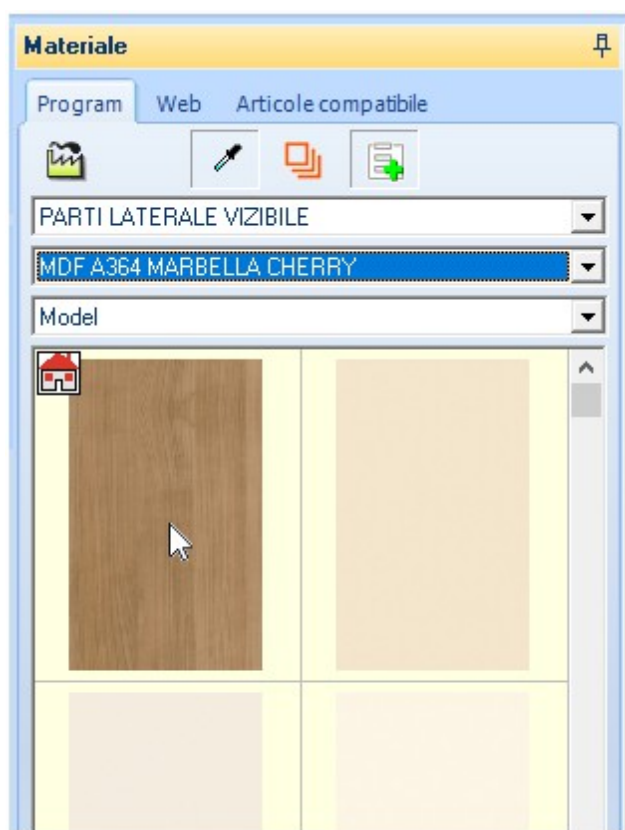 Materiale
Program Web Articole compatibile
PARTI LATERALE VIZIBILE
MDF A364 MARBELLA CHERRY
Model